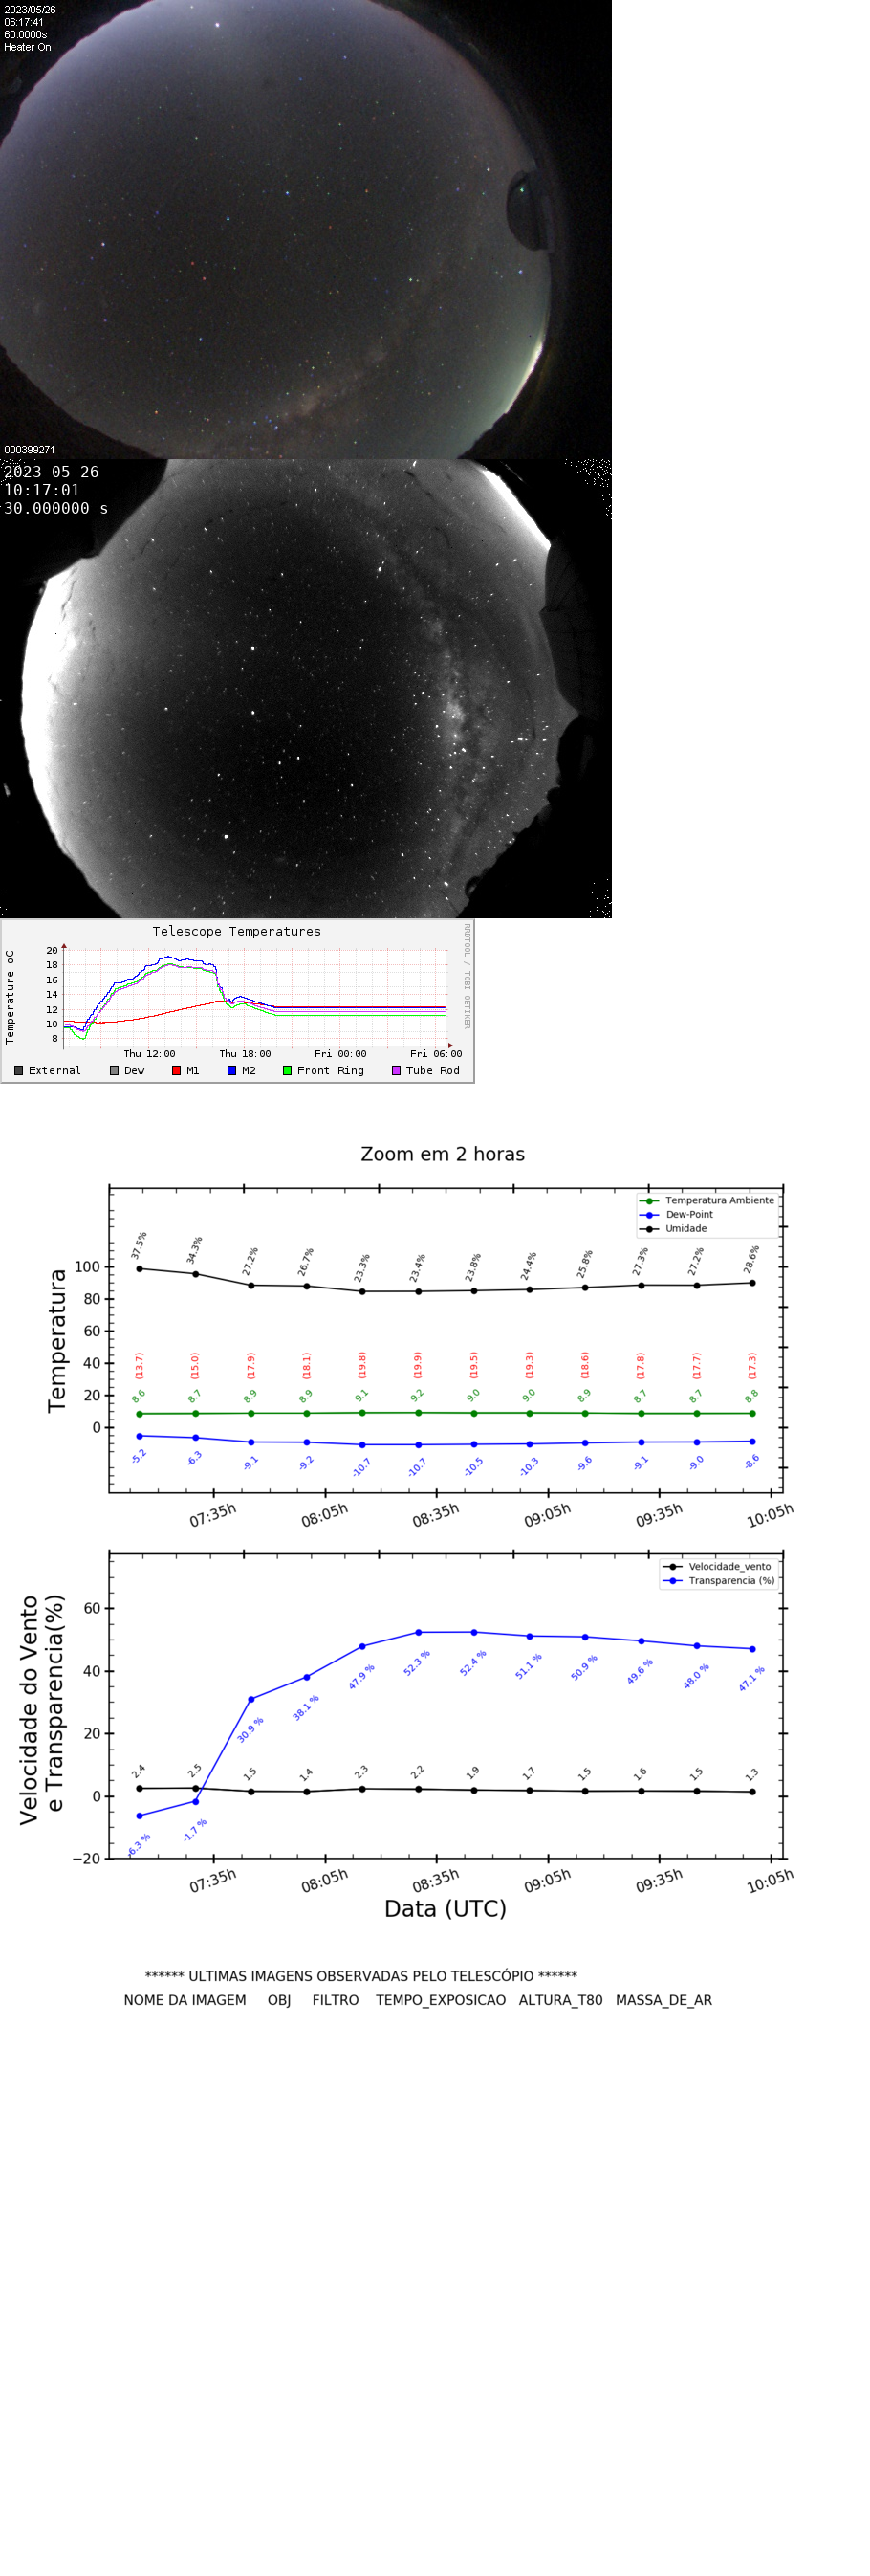 2023/05/26
06:17:41
60.0000s
Heater On
000399271
2023-05-26
10:17:01
30.000000 s
Telescope Temperatures
RRDTOOL / TOBI OETIKER
Temperature oC
20
18
16
14
12
10
8
Thu 12:00 Thu 18:00 Fri 00:00 Fri 06:00
External Dew M1 M2 Front Ring Tube Rod
Zoom em 2 horas
Temperatura Ambiente
Dew-Point
Umidade
Temperatura
100
80
60
40
20
0
37.5% 34.3% 27.2% 26.7% 23.3% 23.4% 23.8% 24.4% 25.8% 27.3% 27.2% 28.6%
(13.7) (15.0) (17.9) (18.1) (19.8) (19.9) (19.5) (19.3) (18.6) (17.8) (17.7) (17.3)
8.6 8.7 8.9 8.9 9.1 9.2 9.0 9.0 8.9 8.7 8.7 8.8
-5.2 -6.3 -9.1 -9.2 -10.7 -10.7 -10.5 -10.3 -9.6 -9.1 -9.0 -8.6
07:35h 08:05h 08:35h 09:05h 09:35h 10:05h
Velocidade_vento
Transparencia (%)
Velocidade do Vento
e Transparencia(%)
60
40
20
0
−20
2.4 2.5 1.5 1.4 2.3 2.2 1.9 1.7 1.5 1.6 1.5 1.3
-6.3 % -1.7 % 30.9 % 38.1 % 47.9 % 52.3 % 52.4 % 51.1 % 50.9 % 49.6 % 48.0 % 47.1 %
07:35h 08:05h 08:35h 09:05h 09:35h 10:05h
Data (UTC)
****** ULTIMAS IMAGENS OBSERVADAS PELO TELESCÓPIO ******
NOME DA IMAGEM OBJ FILTRO TEMPO_EXPOSICAO ALTURA_T80 MASSA_DE_AR